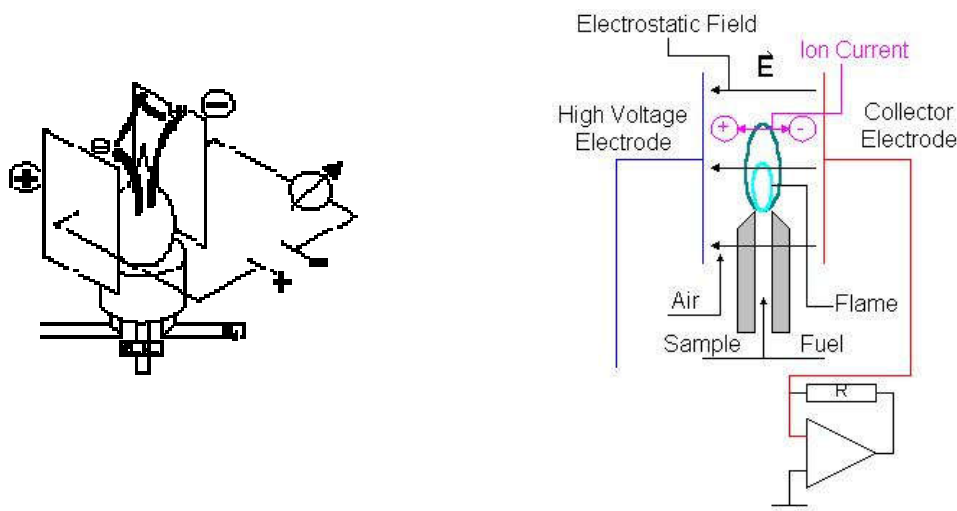 Electrostatic Field
Ion Current
E
High Voltage
Electrode
Collector
Electrode
+
-
+
-
+
-
Air
Flame
Sample
Fuel
R